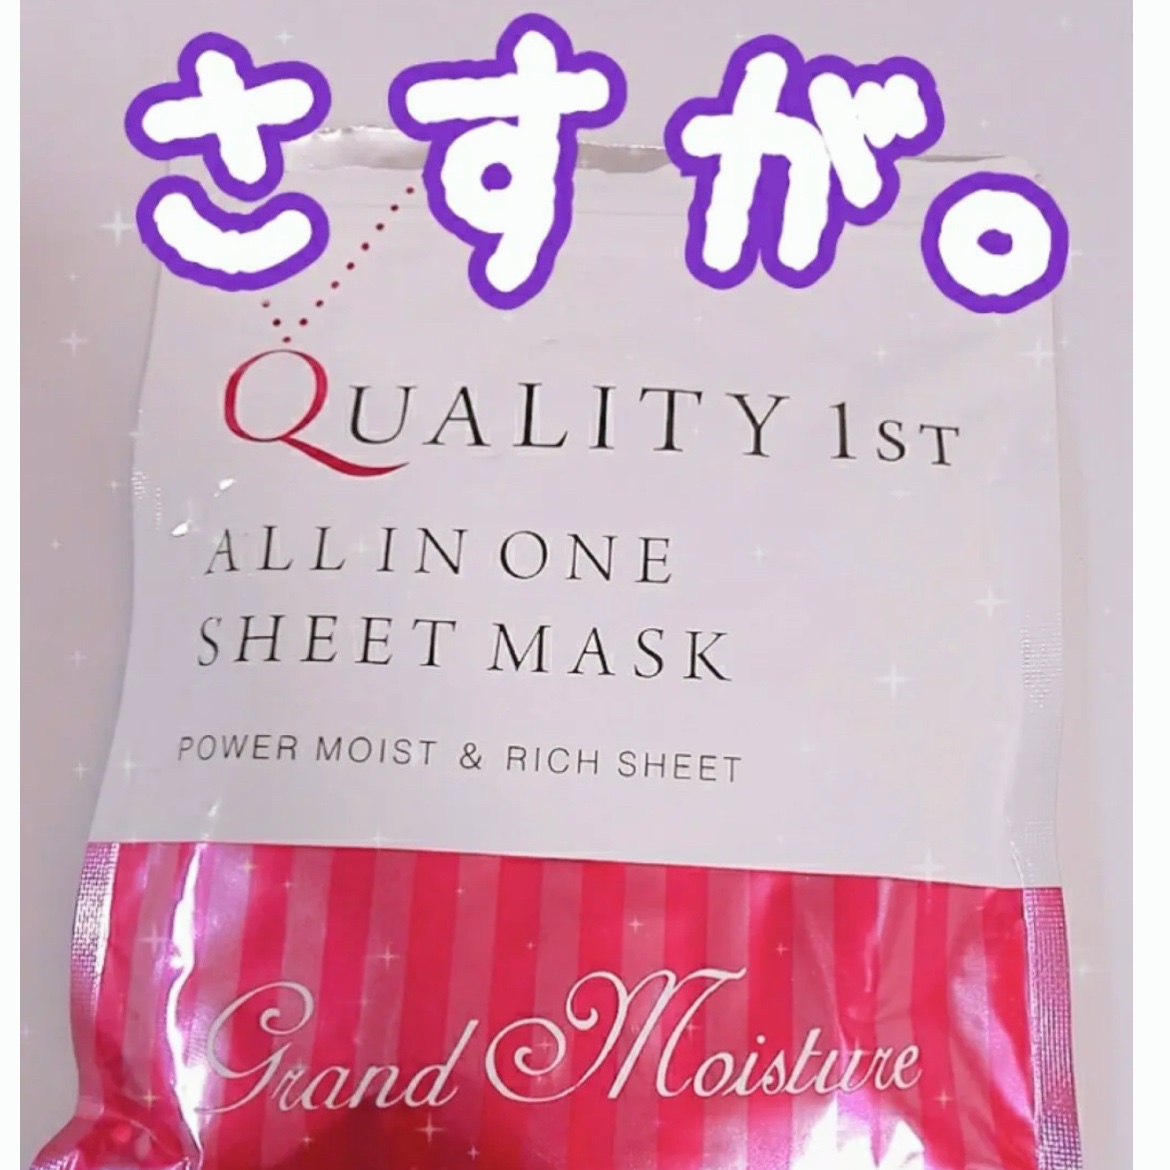 さすが。
QUALITY 1ST
ALL IN ONE
SHEET MASK
POWER MOIST & RICH SHEET
Grand Moisture